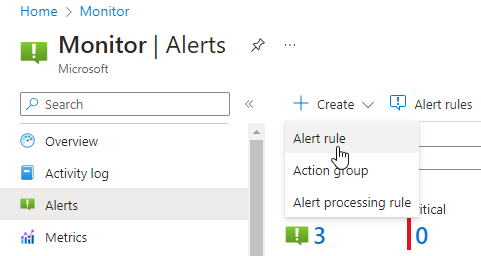 Home > Monitor
Monitor | Alerts
Microsoft
Search
Create
Alert rules
Overview
Activity log
Alerts
Metrics
Alert rule
Action group
Alert processing rule
3
ritical
0